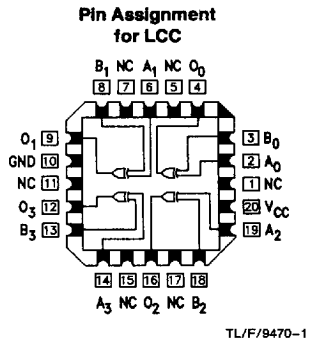 Pin Assignment
for LCC
B1 NC A1 NC O0
8 7 6 5 4
O1 9
GND 10
NC 11
O3 12
B3 13
3 B0
2 A0
1 NC
20 VCC
19 A2
14 15 16 17 18
A3 NC O2 NC B2
TL/F/9470-1